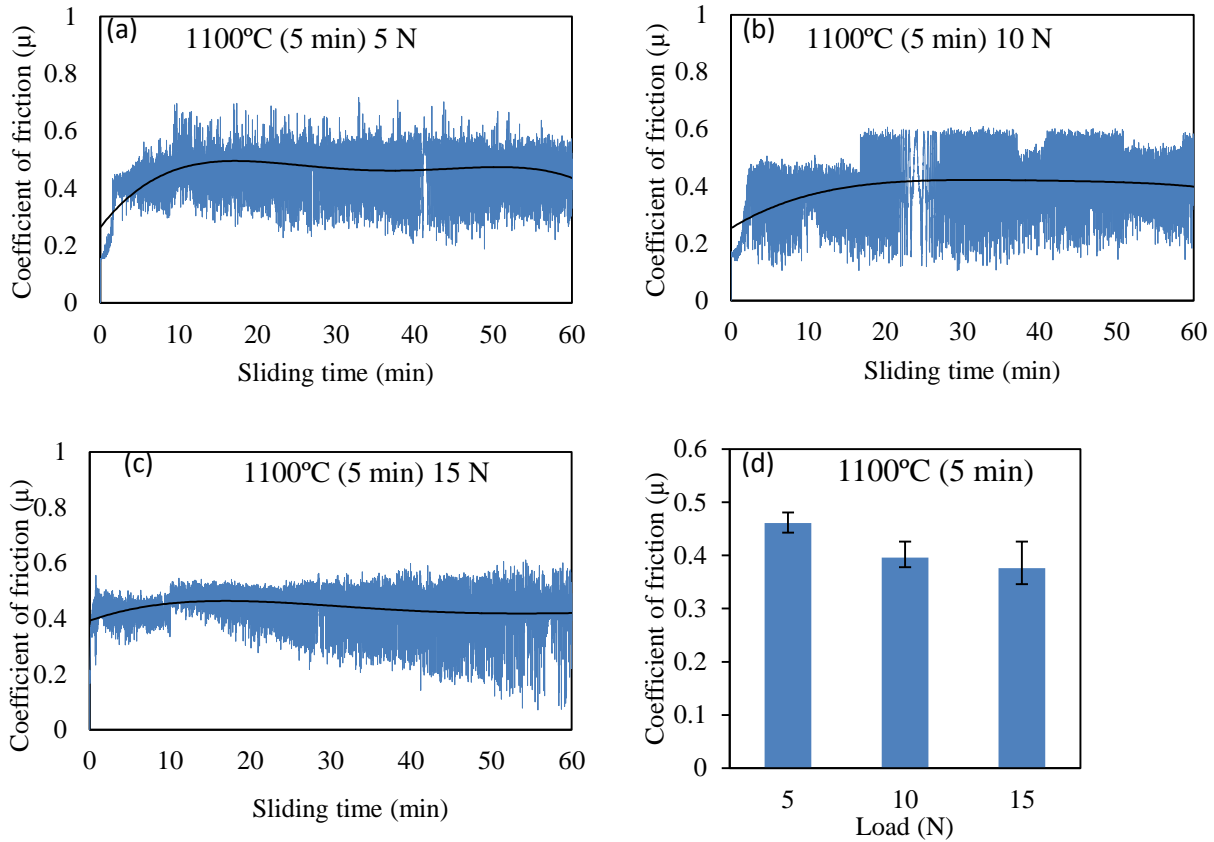 (a)
1100ºC (5 min) 5 N
Coefficient of friction (μ)
1
0.8
0.6
0.4
0.2
0
0 10 20 30 40 50 60
Sliding time (min)
(b)
1100ºC (5 min) 10 N
Coefficient of friction (μ)
1
0.8
0.6
0.4
0.2
0
0 10 20 30 40 50 60
Sliding time (min)
(c)
1100ºC (5 min) 15 N
Coefficient of friction (μ)
1
0.8
0.6
0.4
0.2
0
0 10 20 30 40 50 60
Sliding time (min)
(d)
1100ºC (5 min)
Coefficient of friction (μ)
0.6
0.5
0.4
0.3
0.2
0.1
0
5 10 15
Load (N)